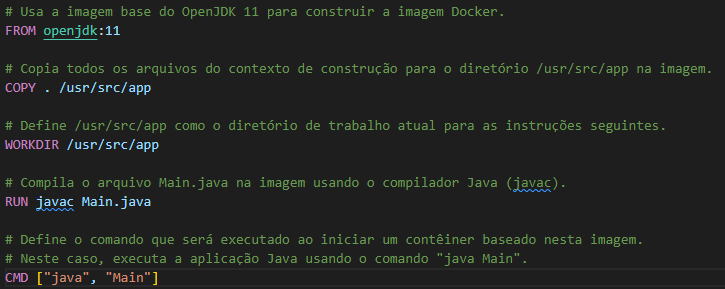 # Usa a imagem base do OpenJDK 11 para construir a imagem Docker.
FROM openjdk:11
# Copia todos os arquivos do contexto de construção para o diretório /usr/src/app na imagem.
COPY . /usr/src/app
# Define /usr/src/app como o diretório de trabalho atual para as instruções seguintes.
WORKDIR /usr/src/app
# Compila o arquivo Main.java na imagem usando o compilador Java (javac).
RUN javac Main.java
# Define o comando que será executado ao iniciar um contêiner baseado nesta imagem.
# Neste caso, executa a aplicação Java usando o comando "java Main".
CMD ["java", "Main"]